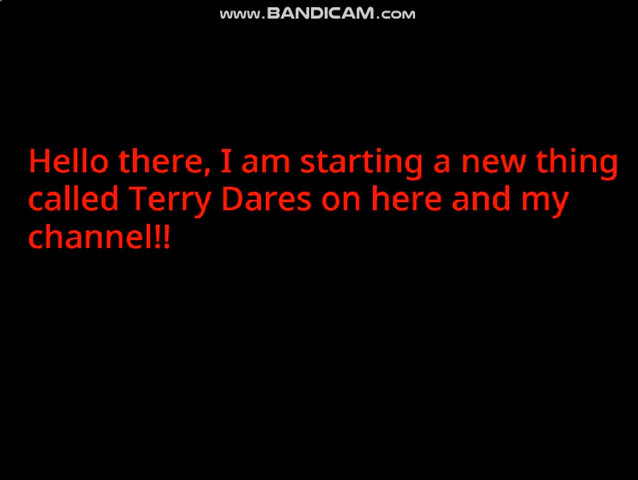 www.BANDICAM.com
Hello there, I am starting a new thing
called Terry Dares on here and my
channel!!